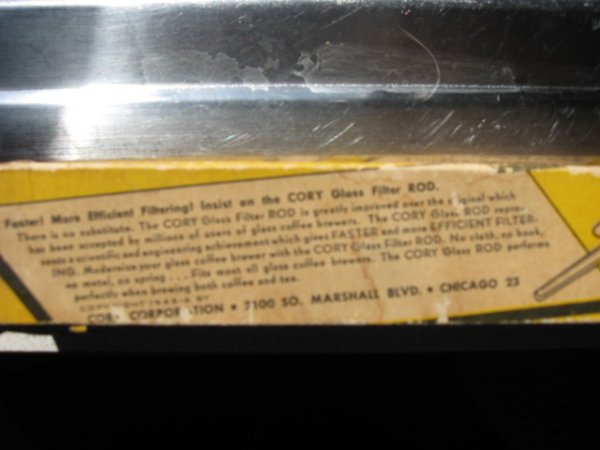 Faster! More Efficient Filtering! Insist on the CORY Glass Filter ROD.
There is no substitute. The CORY Glass Filter ROD is greatly improved over the original which
has been accepted by millions of users of glass coffee brewers. The CORY Glass ROD repre-
sents a scientific and engineering achievement which gives FASTER and more EFFICIENT FILTER-
ING. Modernize your glass coffee brewer with the CORY Glass Filter ROD. No cloth, no hook,
no metal, no spring . . . Fits most all glass coffee brewers. The CORY Glass ROD performs
perfectly when brewing both coffee and tea.
COPYRIGHT BY
CORY CORPORATION • 7100 SO. MARSHALL BLVD. • CHICAGO 23